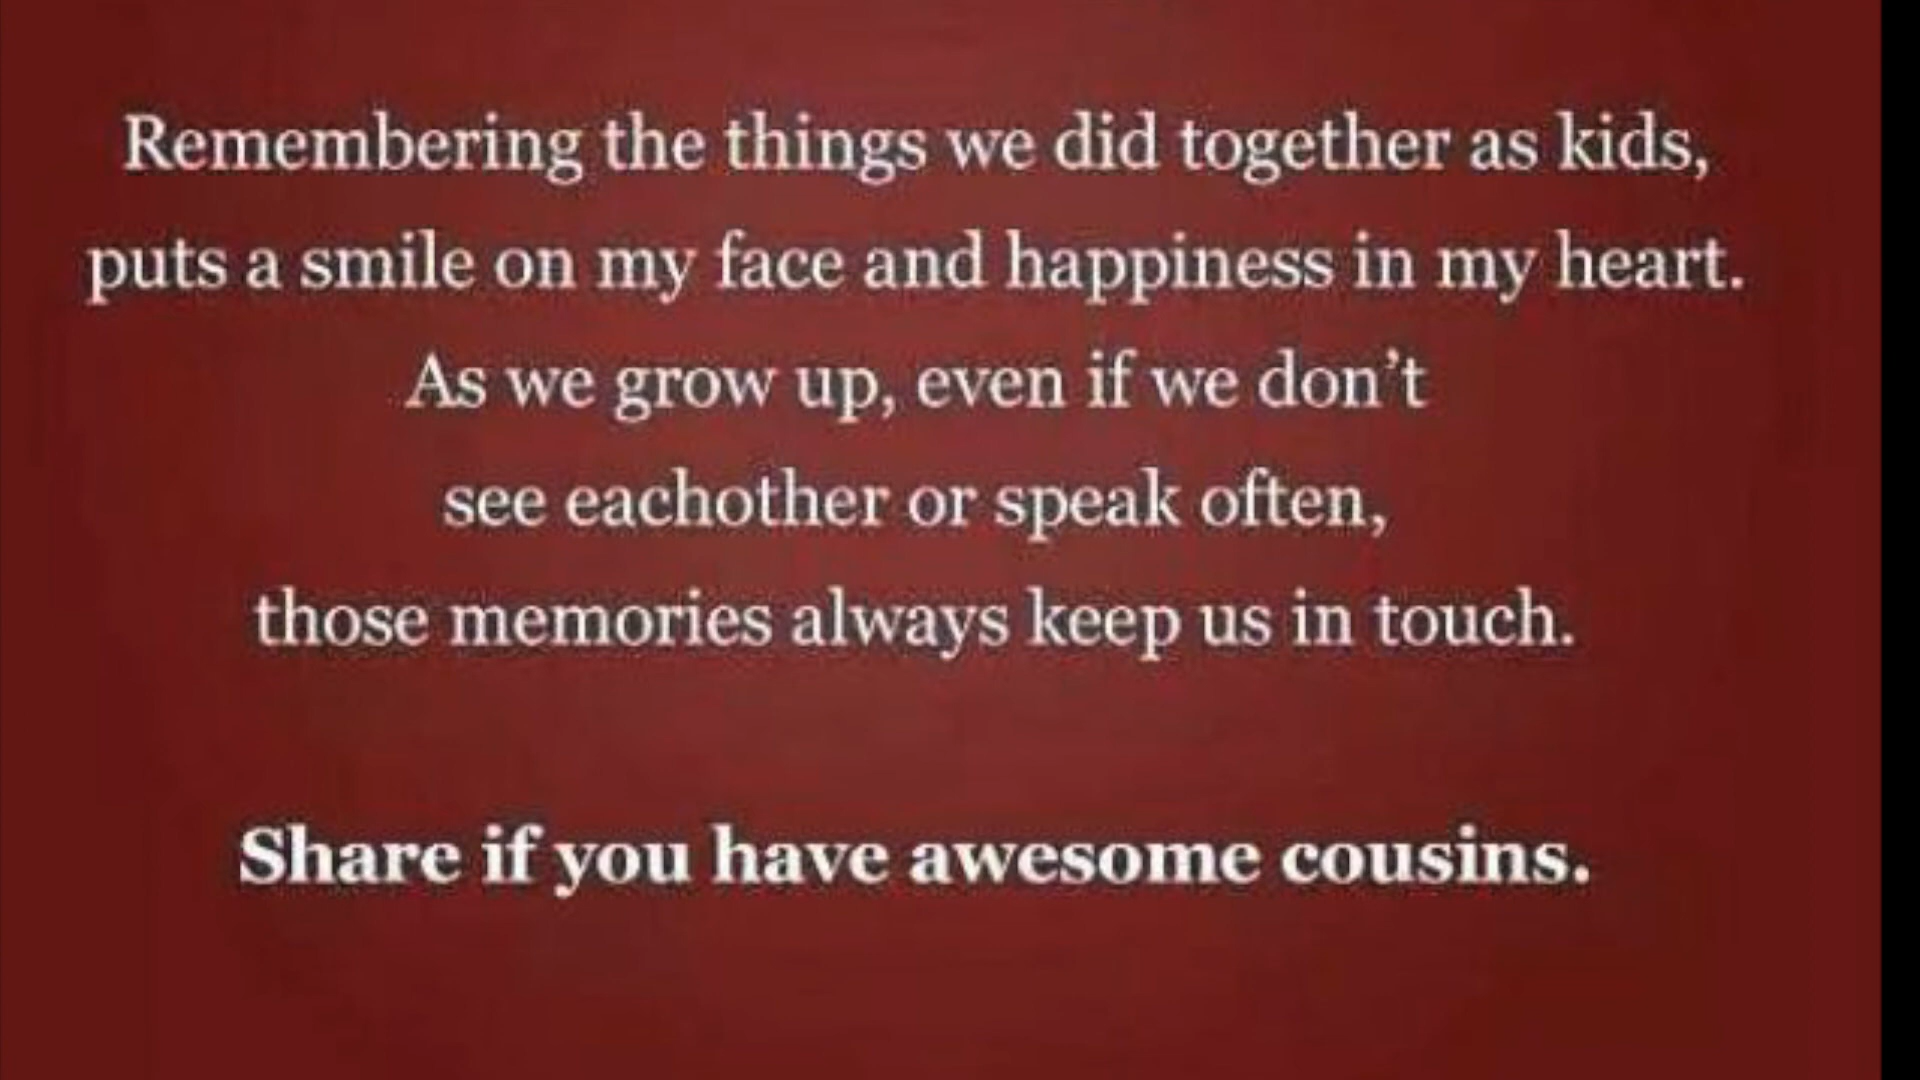 Remembering the things we did together as kids,
puts a smile on my face and happiness in my heart.
As we grow up, even if we don’t
see eachother or speak often,
those memories always keep us in touch.
Share if you have awesome cousins.